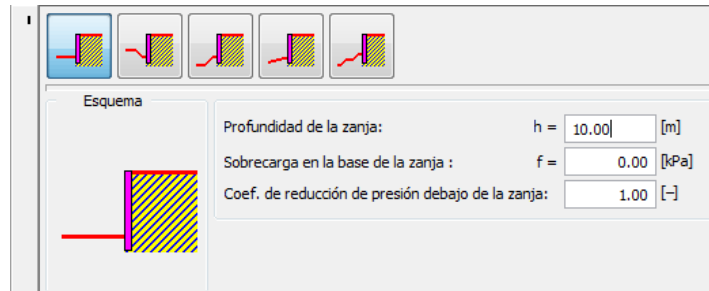 Esquema
Profundidad de la zanja: h = 10.00 [m]
Sobrecarga en la base de la zanja : f = 0.00 [kPa]
Coef. de reducción de presión debajo de la zanja: 1.00 [–]